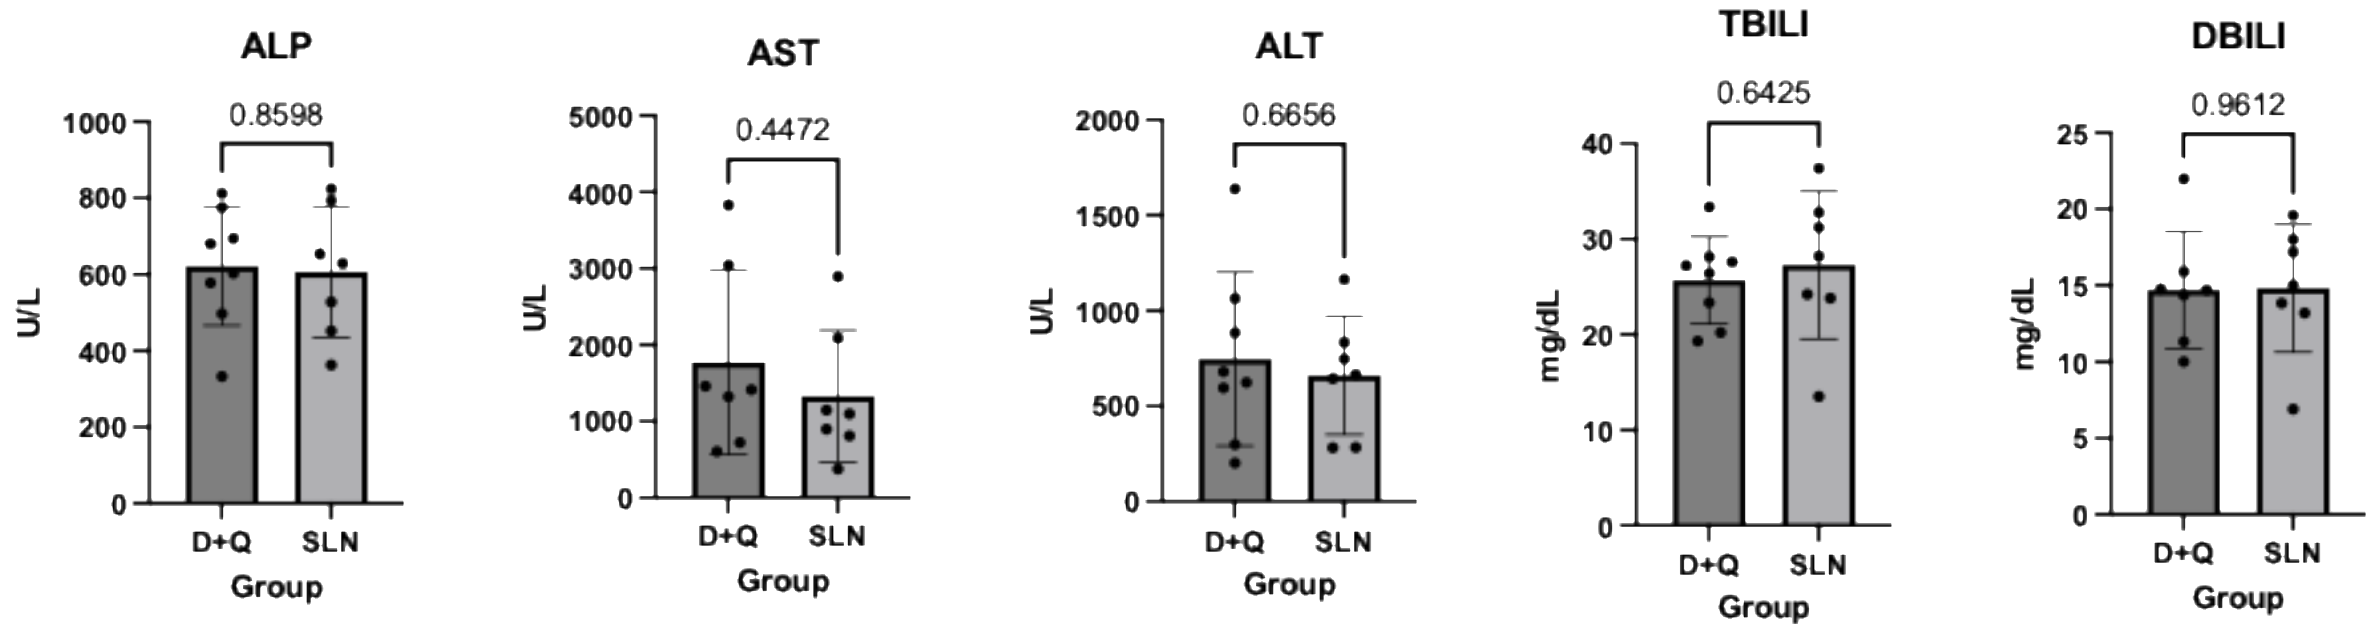 ALP
0.8598
1000
800
600
400
200
0
U/L
D+Q SLN
Group
AST
0.4472
5000
4000
3000
2000
1000
0
U/L
D+Q SLN
Group
ALT
0.6656
2000
1500
1000
500
0
U/L
D+Q SLN
Group
TBILI
0.6425
40
30
20
10
0
mg/dL
D+Q SLN
Group
DBILI
0.9612
25
20
15
10
5
0
mg/dL
D+Q SLN
Group